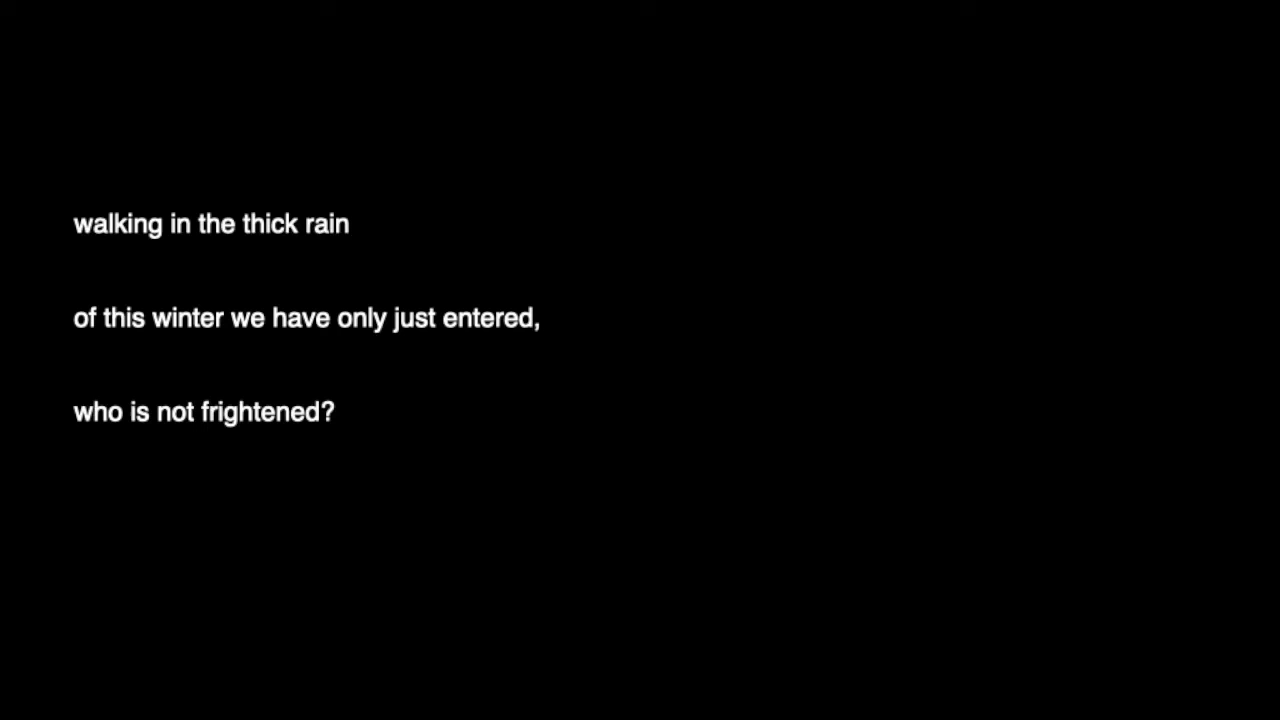 walking in the thick rain
of this winter we have only just entered,
who is not frightened?